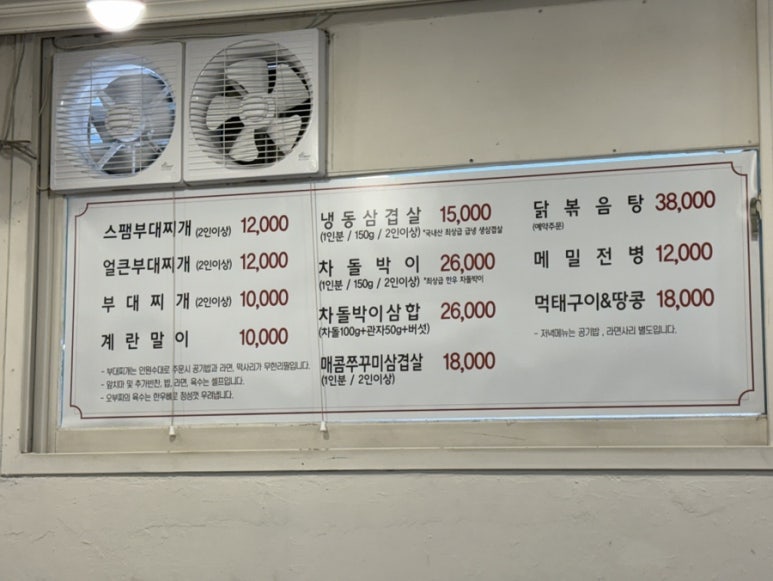 스팸부대찌개 (2인이상) 12,000
얼큰부대찌개 (2인이상) 12,000
부대찌개 (2인이상) 10,000
계란말이 10,000
- 부대찌개는 인원수대로 주문시 공기밥과 라면, 떡사리가 무한리필입니다.
- 앞치마 및 추가반찬, 밥, 라면, 육수는 셀프입니다.
- 오부찌의 육수는 한우뼈로 정성껏 우려냅니다.
냉동삼겹살 15,000
(1인분 / 150g / 2인이상) *국내산 최상급 급냉 생삼겹살
차돌박이 26,000
(1인분 / 150g / 2인이상) *최상급 한우 차돌박이
차돌박이삼합 26,000
(차돌100g+관자50g+버섯)
매콤쭈꾸미삼겹살 18,000
(1인분 / 2인이상)
닭볶음탕 38,000
(예약주문)
메밀전병 12,000
먹태구이&땅콩 18,000
- 저녁메뉴는 공기밥 , 라면사리 별도입니다.